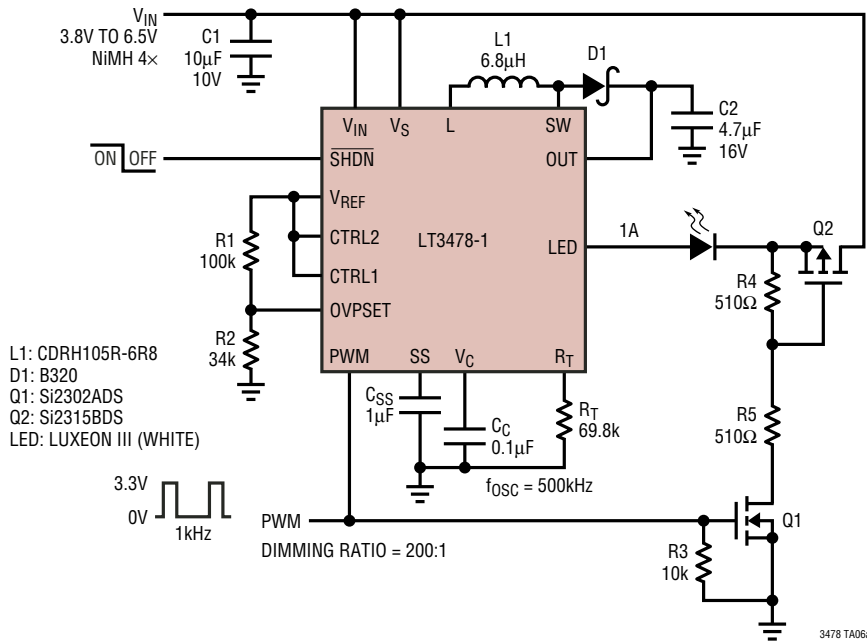 VIN
3.8V TO 6.5V
NiMH 4×
C1
10µF
10V
L1
6.8µH
D1
C2
4.7µF
16V
VIN
VS
L
SW
ON
OFF
SHDN
OUT
VREF
CTRL2
CTRL1
OVPSET
LT3478-1
LED
1A
Q2
R1
100k
R4
510Ω
R2
34k
PWM
SS
VC
RT
L1: CDRH105R-6R8
D1: B320
Q1: Si2302ADS
Q2: Si2315BDS
LED: LUXEON III (WHITE)
CSS
1µF
CC
0.1µF
RT
69.8k
R5
510Ω
fOSC = 500kHz
3.3V
0V
1kHz
PWM
DIMMING RATIO = 200:1
Q1
R3
10k